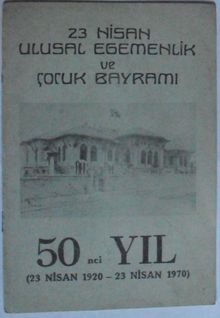 23 NİSAN
ULUSAL EGEMENLİK
ve
ÇOCUK BAYRAMI
50 nci YIL
(23 NİSAN 1920 – 23 NİSAN 1970)